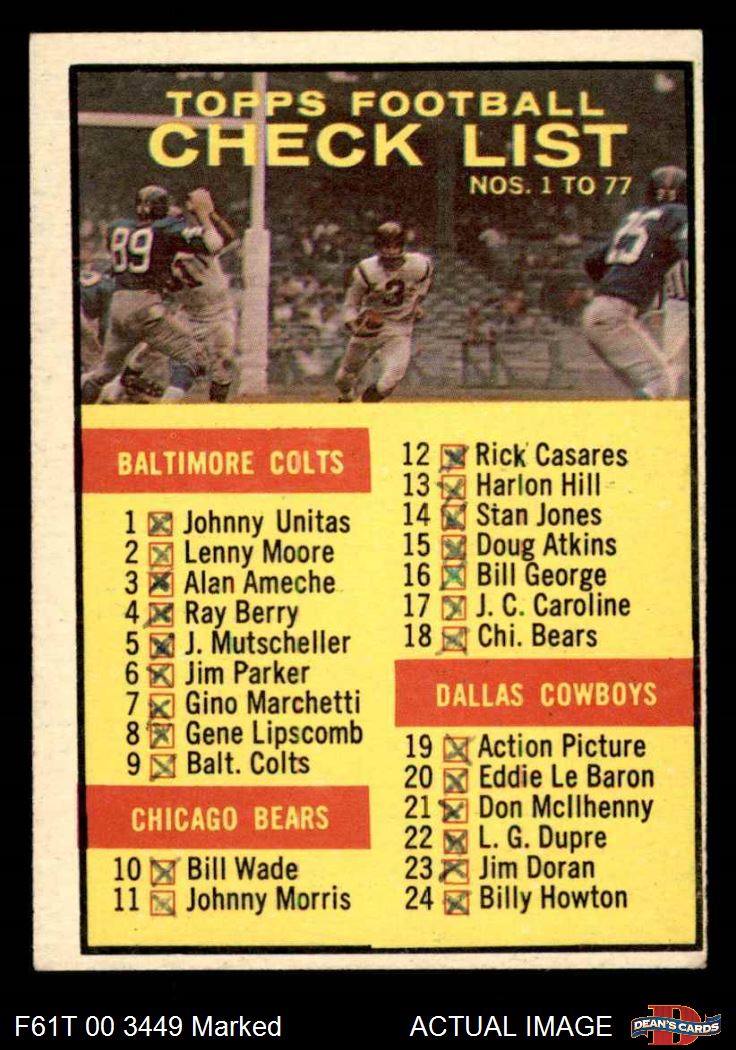 TOPPS FOOTBALL
CHECK LIST
NOS. 1 TO 77
89
3
25
BALTIMORE COLTS
1 Johnny Unitas
2 Lenny Moore
3 Alan Ameche
4 Ray Berry
5 J. Mutscheller
6 Jim Parker
7 Gino Marchetti
8 Gene Lipscomb
9 Balt. Colts
CHICAGO BEARS
10 Bill Wade
11 Johnny Morris
12 Rick Casares
13 Harlon Hill
14 Stan Jones
15 Doug Atkins
16 Bill George
17 J. C. Caroline
18 Chi. Bears
DALLAS COWBOYS
19 Action Picture
20 Eddie Le Baron
21 Don McIlhenny
22 L. G. Dupre
23 Jim Doran
24 Billy Howton
F61T 00 3449 Marked
ACTUAL IMAGE
DEAN'S CARDS